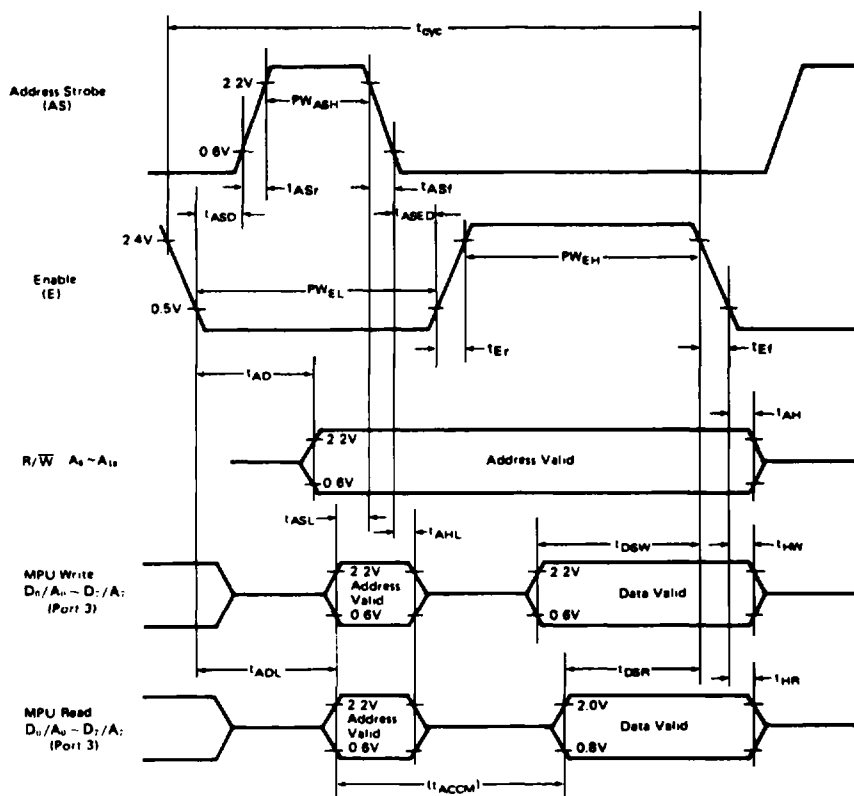 tcyc
Address Strobe
(AS)
2 2V
PWASH
0 6V
tASr
tASf
tASD
tASED
2 4V
Enable
(E)
0.5V
PWEL
PWEH
tEr
tEf
tAD
tAH
R/W
2 2V
Address Valid
0 6V
tASL
tAHL
tDSW
tHW
MPU Write
D0/A0 ~ D7/A7
(Port 3)
2 2V
Address
Valid
0 6V
2.2V
Data Valid
0 6V
tADL
tDSR
tHR
MPU Read
D0/A0 ~ D7/A7
(Port 3)
2.2V
Address
Valid
0.6V
2.0V
Data Valid
0.8V
(tACCM)